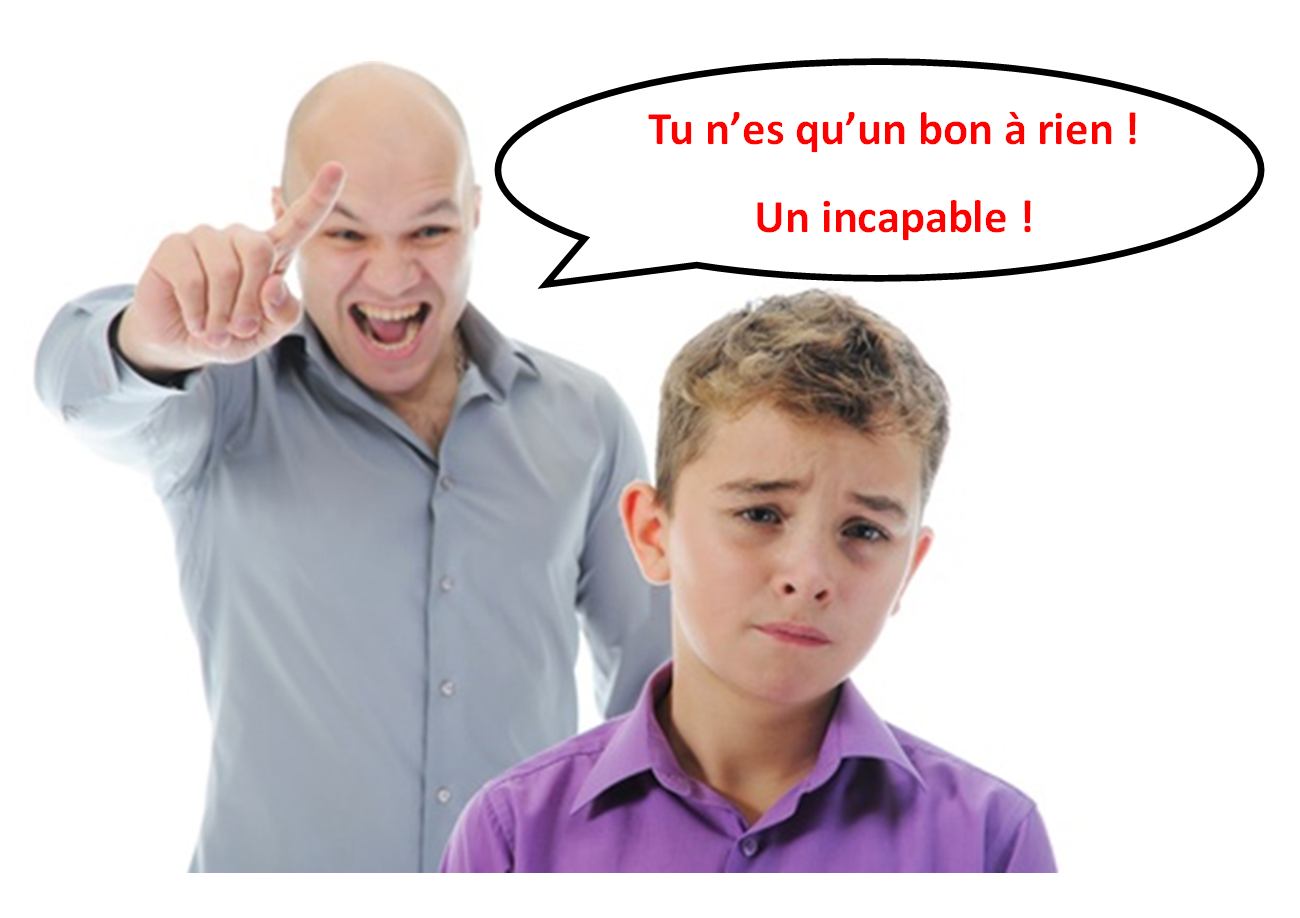 Tu n’es qu’un bon à rien !
Un incapable !